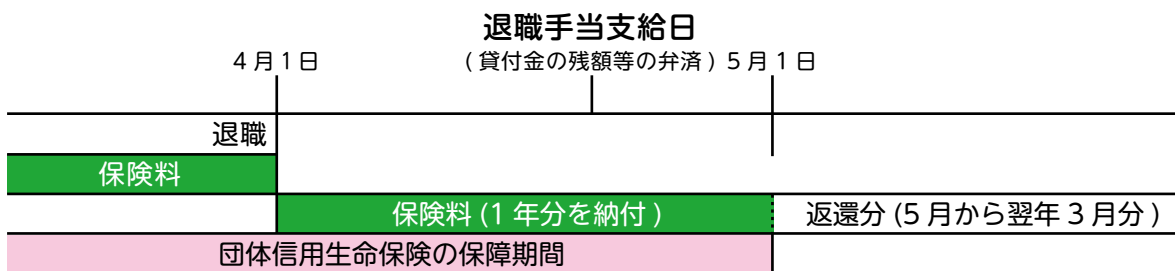 退職手当支給日
4月1日
(貸付金の残額等の弁済)
5月1日
退職
保険料
保険料(1年分を納付)
返還分(5月から翌年3月分)
団体信用生命保険の保障期間